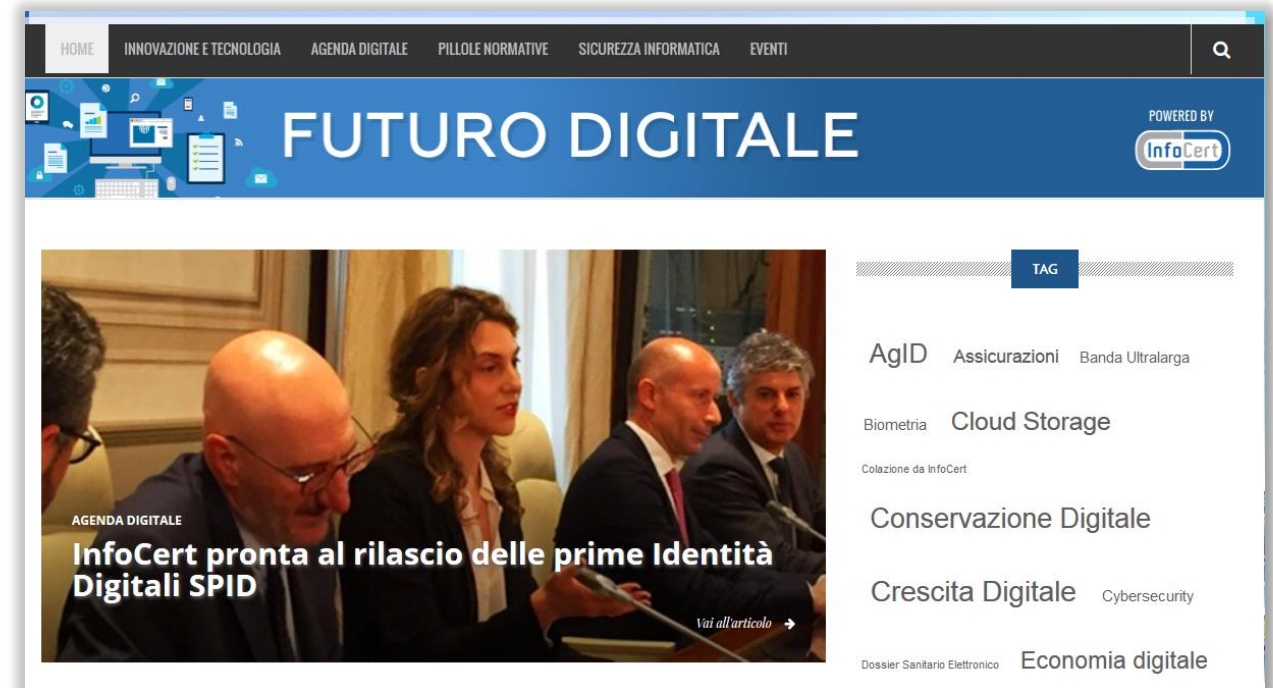 HOME INNOVAZIONE E TECNOLOGIA AGENDA DIGITALE PILLOLE NORMATIVE SICUREZZA INFORMATICA EVENTI
FUTURO DIGITALE
POWERED BY
InfoCert
AGENDA DIGITALE
InfoCert pronta al rilascio delle prime Identità
Digitali SPID
Vai all'articolo
TAG
AgID Assicurazioni Banda Ultralarga
Biometria Cloud Storage
Colazione da InfoCert
Conservazione Digitale
Crescita Digitale Cybersecurity
Dossier Sanitario Elettronico Economia digitale